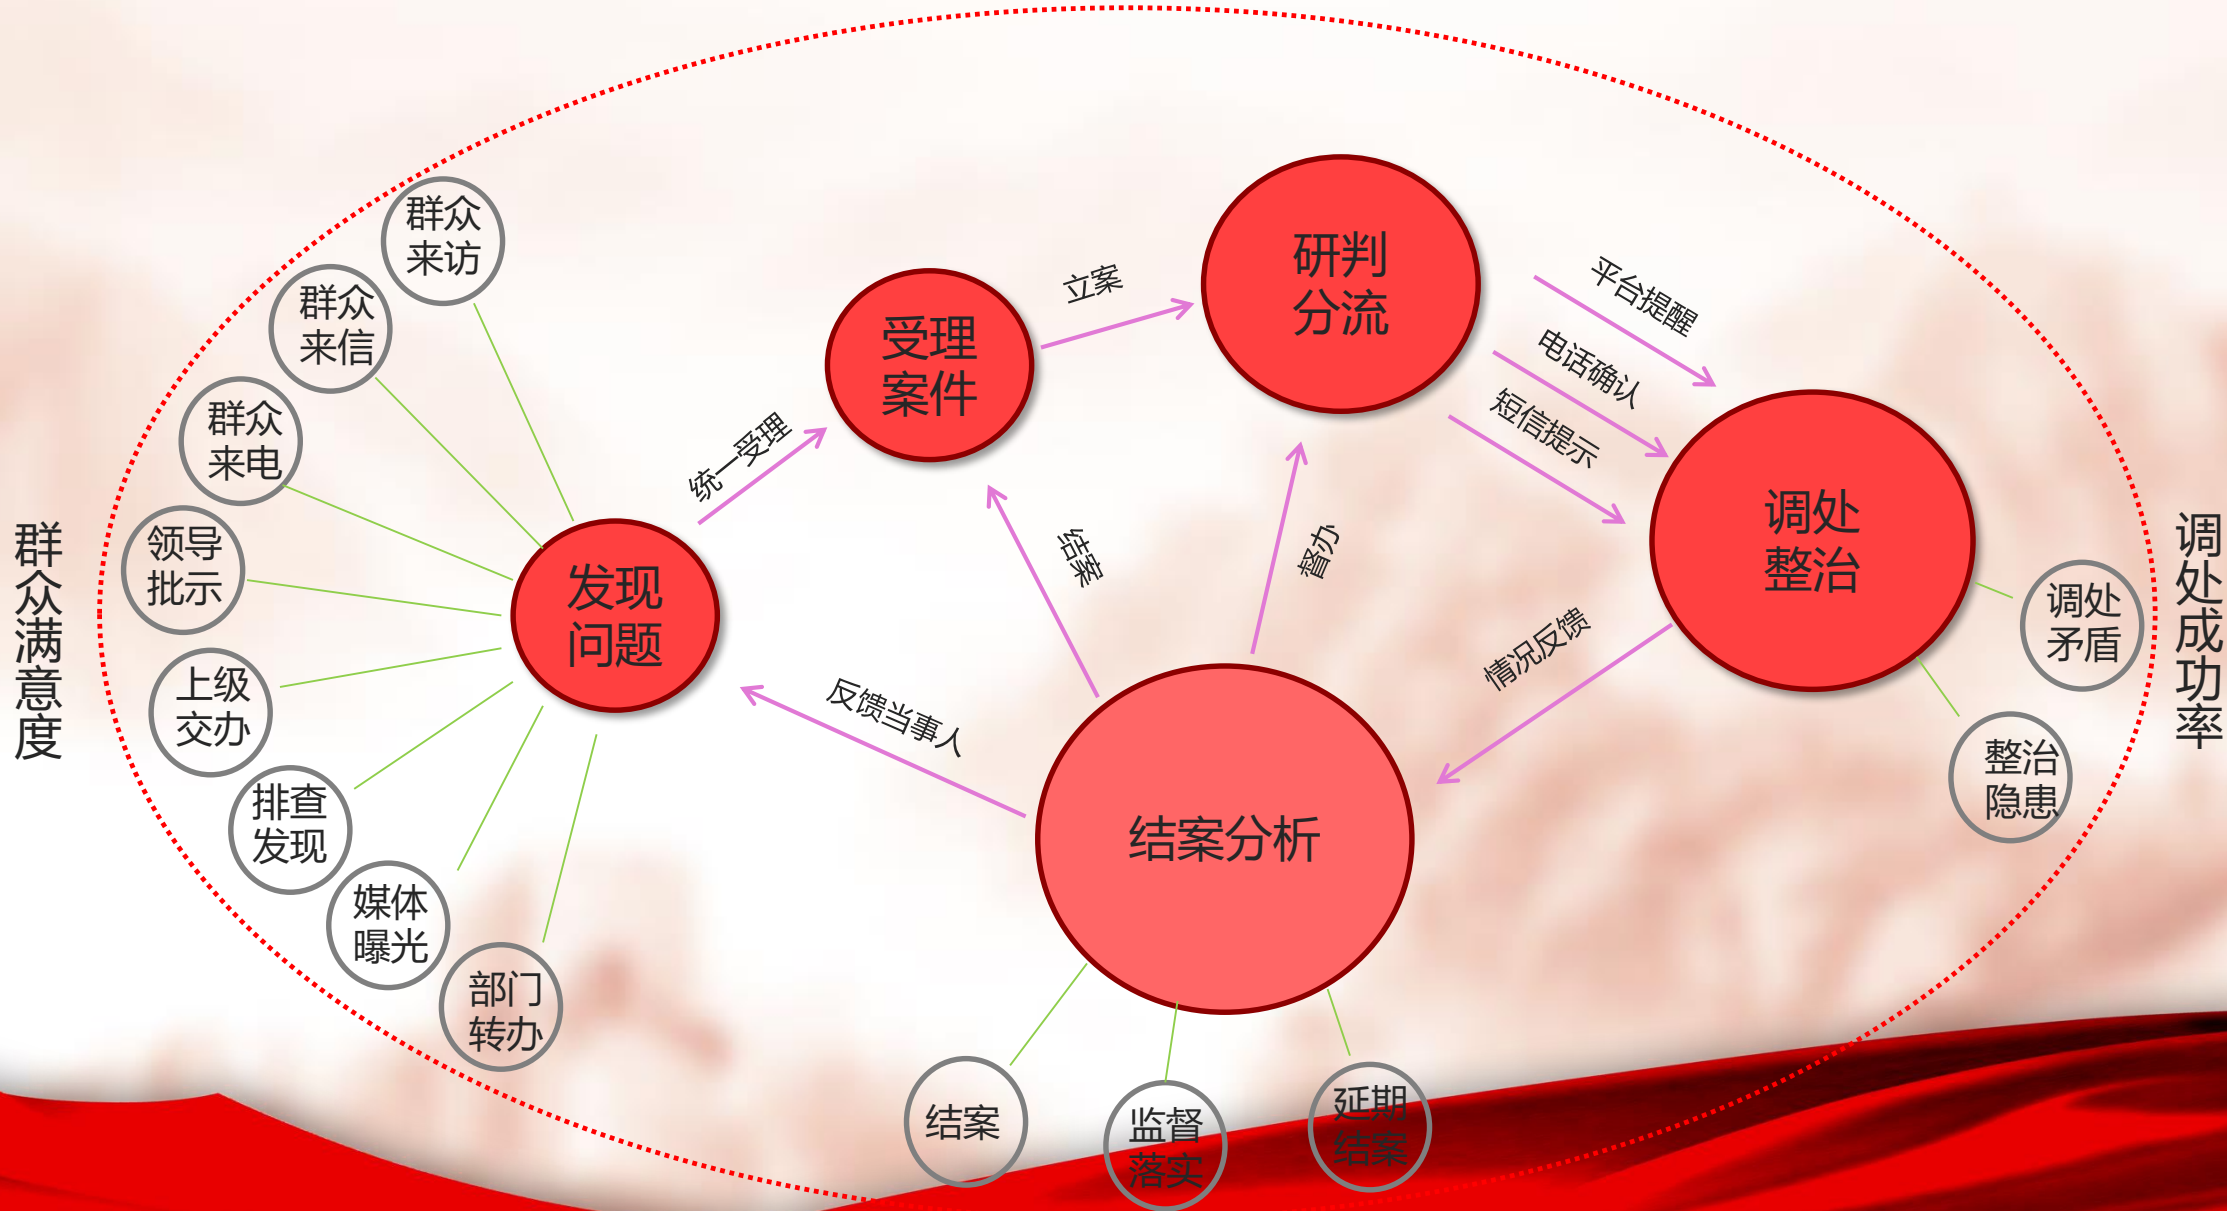 群众
来访
群众
来信
群众
来电
领导
批示
上级
交办
排查
发现
媒体
曝光
部门
转办
群众满意度
发现
问题
统一受理
受理
案件
立案
研判
分流
平台提醒
电话确认
短信提示
调处
整治
调处
矛盾
整治
隐患
调处成功率
情况反馈
督办
结案
反馈当事人
结案分析
结案
监督
落实
延期
结案